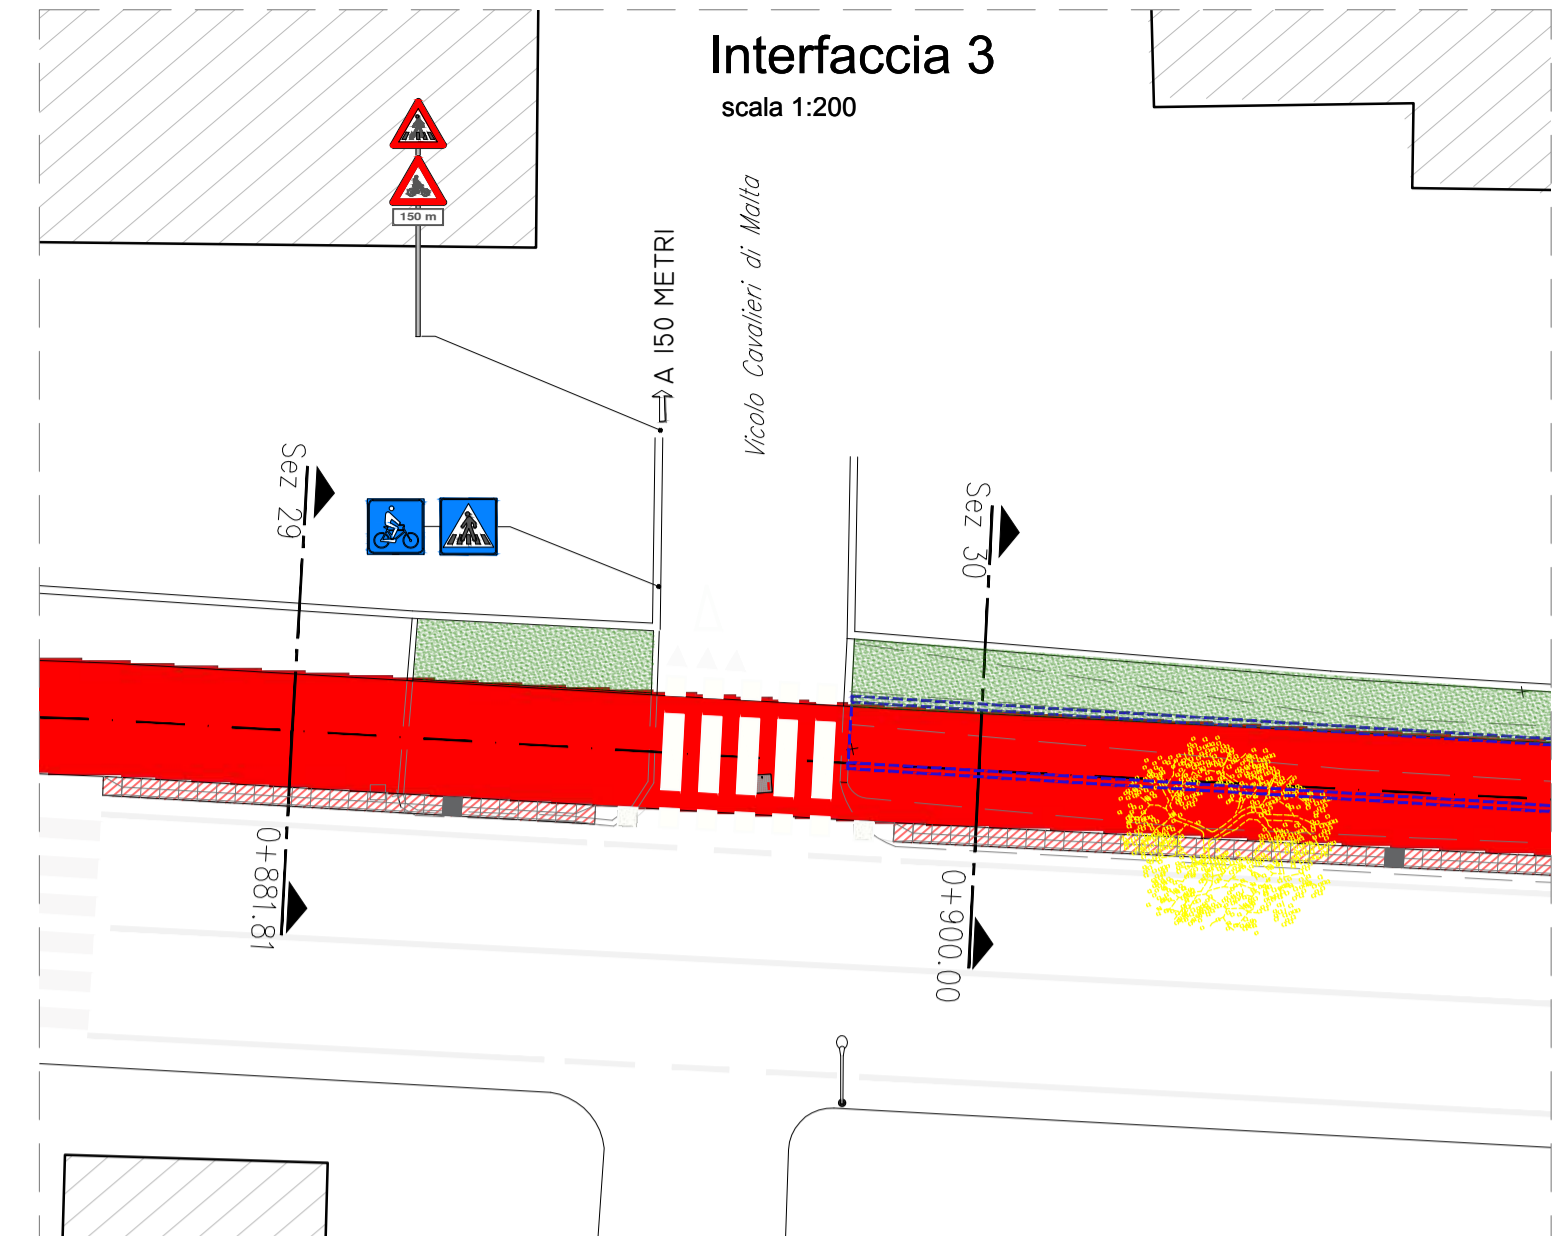 Interfaccia 3
scala 1:200
150 m
A 150 METRI
Vicolo Cavalieri di Malta
Sez 29
Sez 30
0+881.81
0+900.00